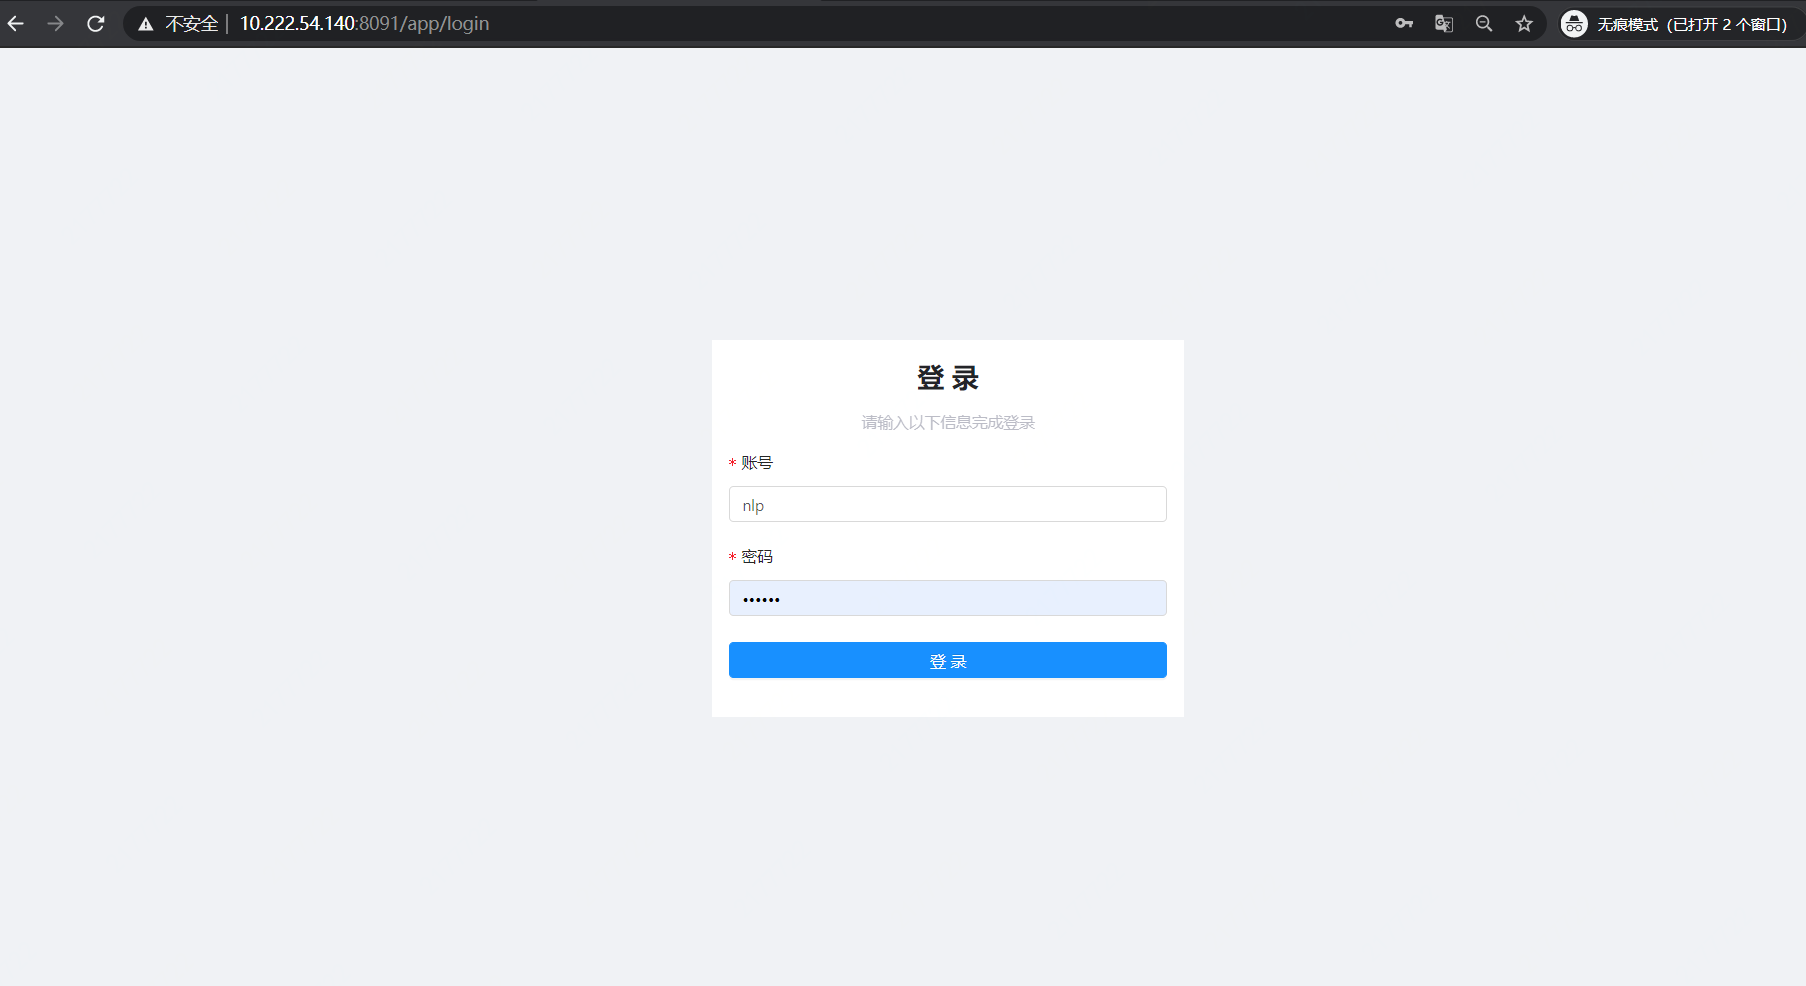 不安全 10.222.54.140:8091/app/login 无痕模式（已打开 2 个窗口）
登 录
请输入以下信息完成登录
* 账号
nlp
* 密码
••••••
登 录